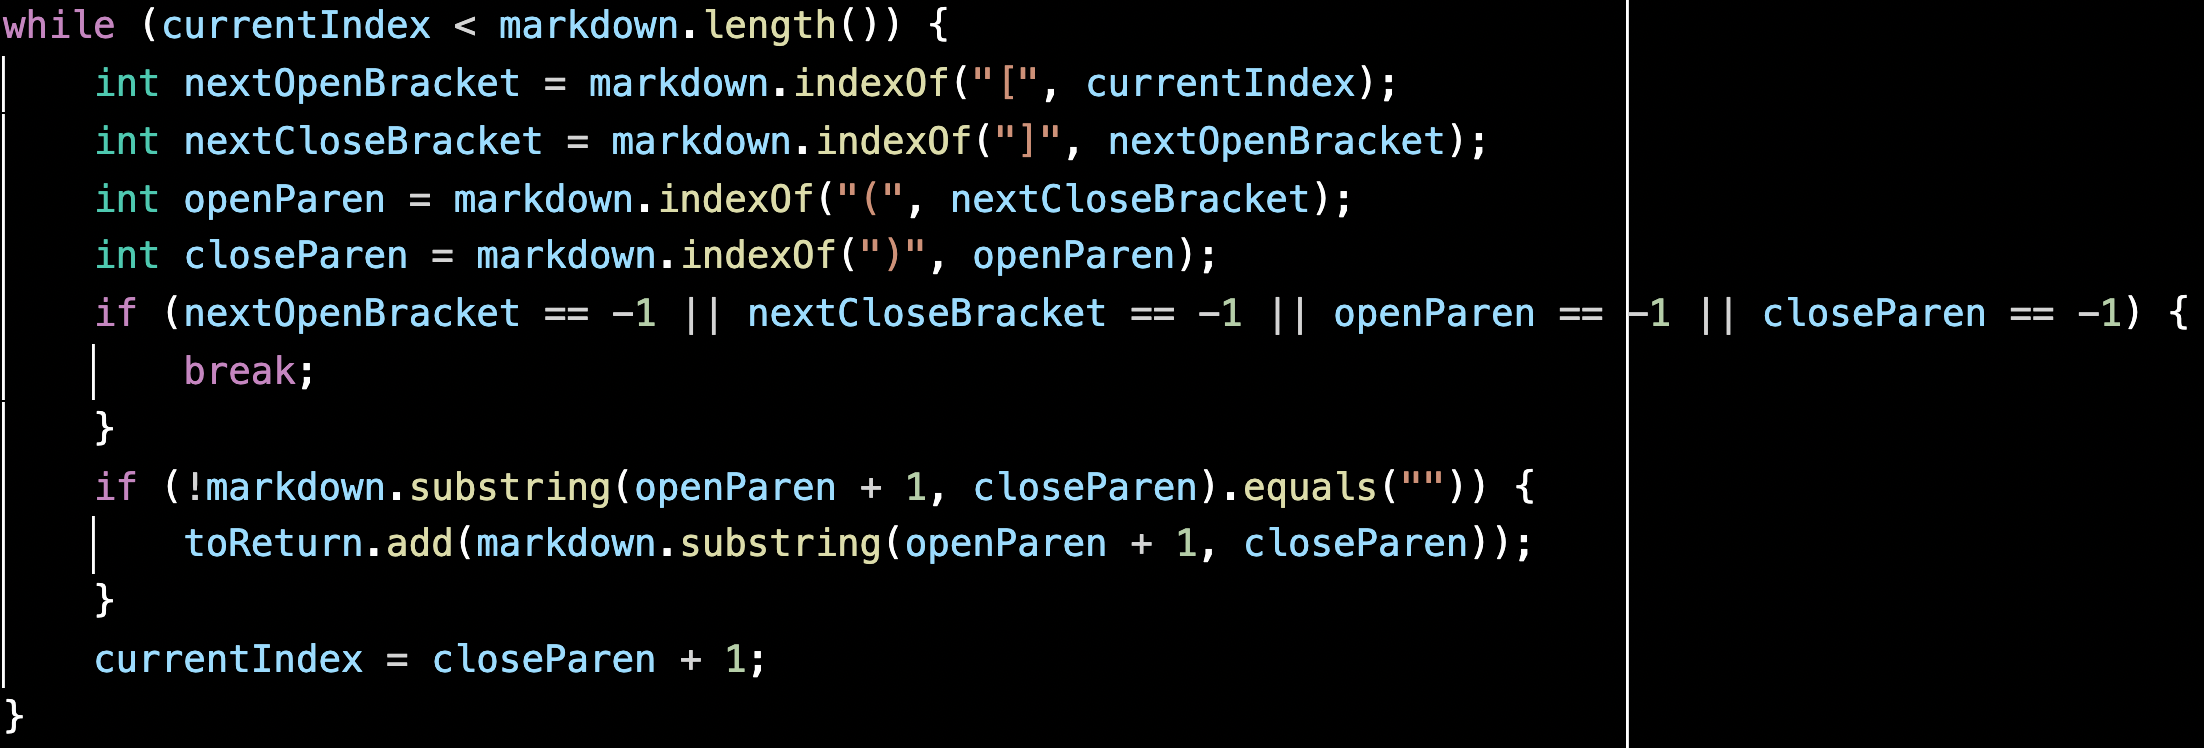 while (currentIndex < markdown.length()) {
    int nextOpenBracket = markdown.indexOf("[", currentIndex);
    int nextCloseBracket = markdown.indexOf("]", nextOpenBracket);
    int openParen = markdown.indexOf("(", nextCloseBracket);
    int closeParen = markdown.indexOf(")", openParen);
    if (nextOpenBracket == -1 || nextCloseBracket == -1 || openParen == -1 || closeParen == -1) {
        break;
    }
    if (!markdown.substring(openParen + 1, closeParen).equals("")) {
        toReturn.add(markdown.substring(openParen + 1, closeParen));
    }
    currentIndex = closeParen + 1;
}